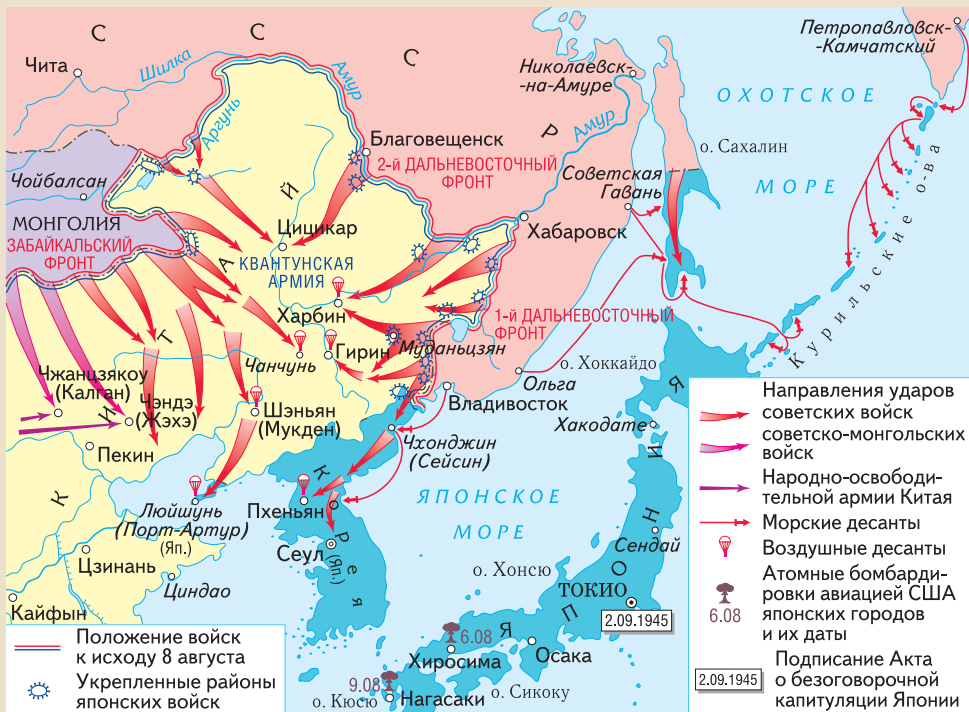 С С С Р
Петропавловск-
-Камчатский
Чита
Шилка
Амур
Николаевск-
-на-Амуре
ОХОТСКОЕ
МОРЕ
Аргунь
Благовещенск
Амур
2-й ДАЛЬНЕВОСТОЧНЫЙ
ФРОНТ
о. Сахалин
Чойбалсан
Советская
Гавань
Курильские о-ва
МОНГОЛИЯ
ЗАБАЙКАЛЬСКИЙ
ФРОНТ
Цицикар
Хабаровск
КВАНТУНСКАЯ
АРМИЯ
КИТАЙ
Харбин
1-й ДАЛЬНЕВОСТОЧНЫЙ
ФРОНТ
Чанчунь
Гирин
Муданьцзян
о. Хоккайдо
Ольга
Чжанцзякоу
(Калган)
Чэндэ
(Жэхэ)
Шэньян
(Мукден)
Владивосток
Хакодате
Пекин
Чхонджин
(Сейсин)
Люйшунь
(Порт-Артур)
(Яп.)
Пхеньян
ЯПОНСКОЕ
МОРЕ
Сеул
Корея
(Яп.)
Сендай
Цзинань
Циндао
о. Хонсю
ТОКИО
ЯПОНИЯ
2.09.1945
Кайфын
6.08
Хиросима
Осака
9.08
Нагасаки
о. Кюсю
о. Сикоку
Положение войск
к исходу 8 августа
Укрепленные районы
японских войск
Направления ударов
советских войск
советско-монгольских
войск
Народно-освободи-
тельной армии Китая
Морские десанты
Воздушные десанты
Атомные бомбарди-
ровки авиацией США
6.08
японских городов
и их даты
2.09.1945
Подписание Акта
о безоговорочной
капитуляции Японии